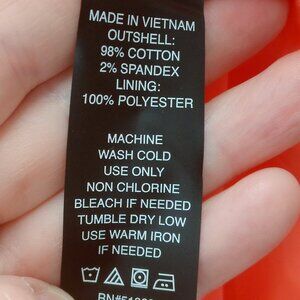 MADE IN VIETNAM
OUTSHELL:
98% COTTON
2% SPANDEX
LINING:
100% POLYESTER
MACHINE
WASH COLD
USE ONLY
NON CHLORINE
BLEACH IF NEEDED
TUMBLE DRY LOW
USE WARM IRON
IF NEEDED